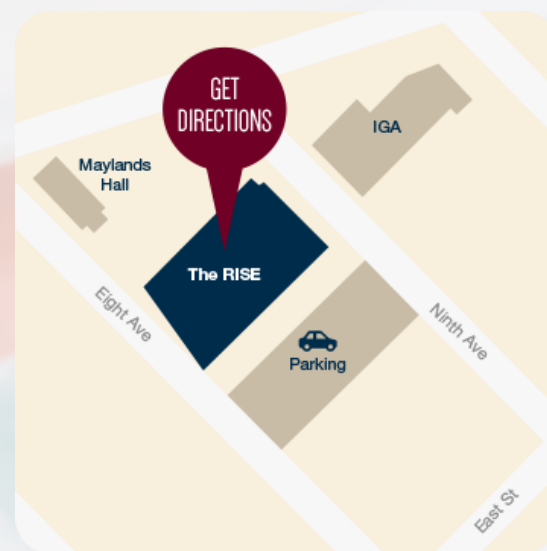 GET
DIRECTIONS
IGA
Maylands
Hall
The RISE
Eight Ave
Ninth Ave
Parking
East St